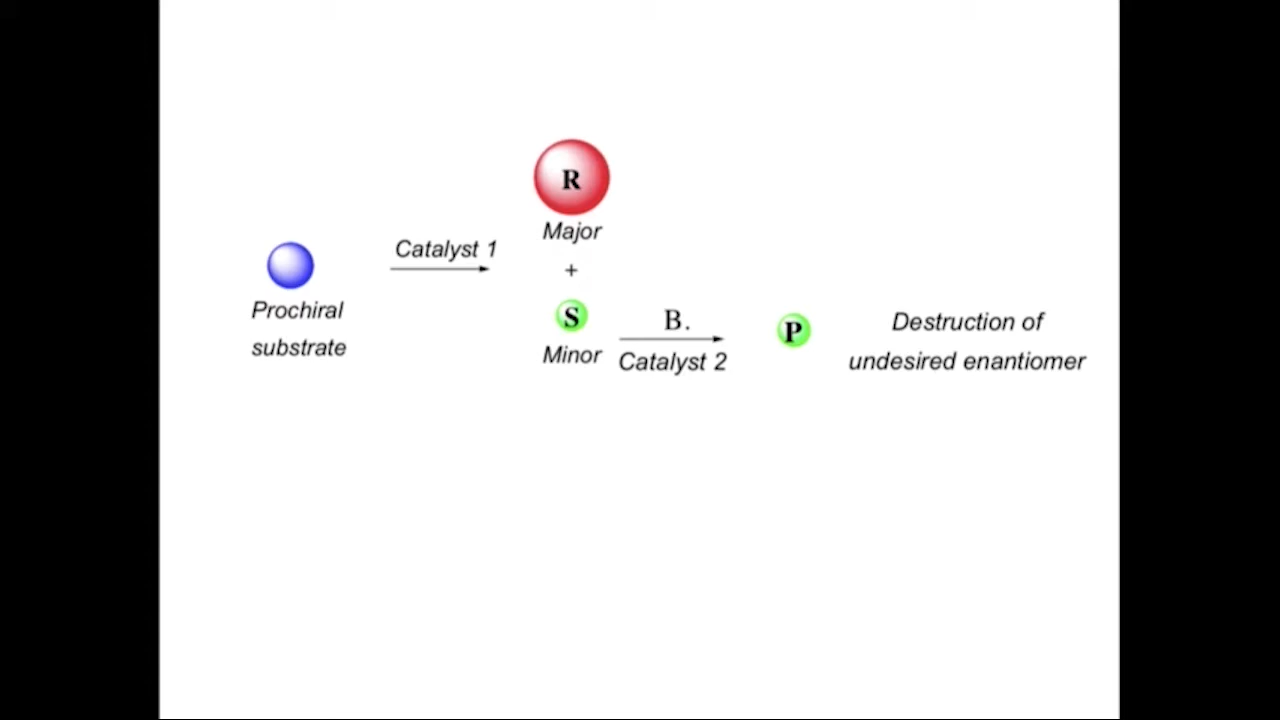 R
Major
Catalyst 1
+
Prochiral
substrate
S
Minor
B.
Catalyst 2
P
Destruction of
undesired enantiomer